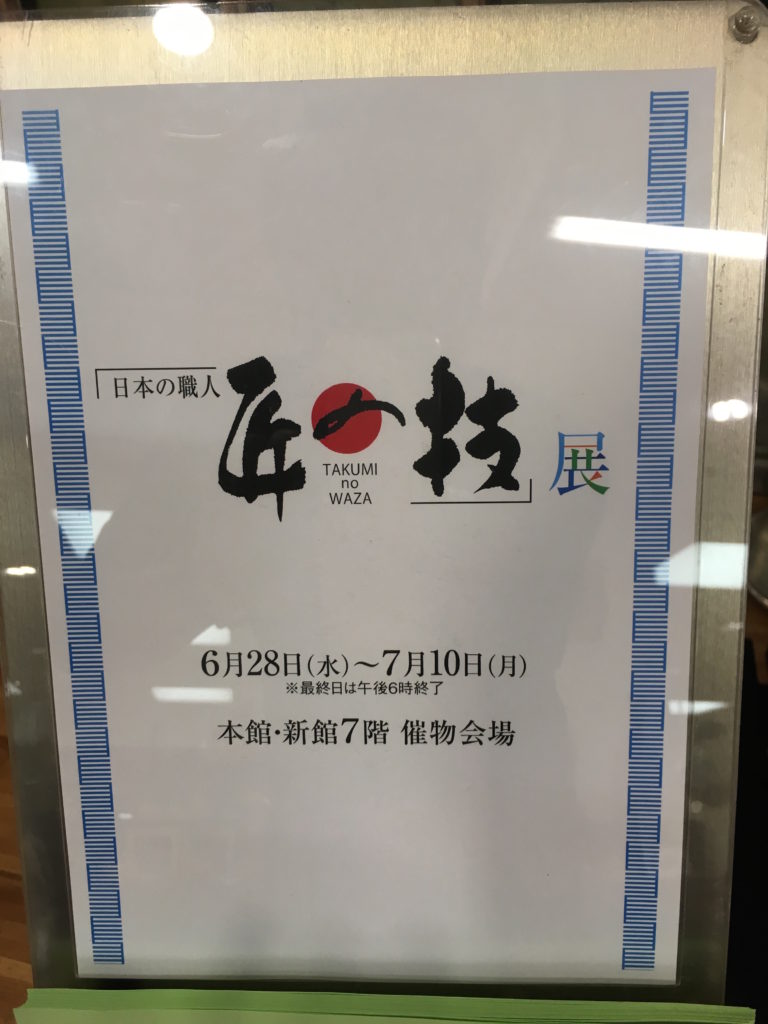 「日本の職人 匠の技」展
TAKUMI
no
WAZA
6月28日(水)~7月10日(月)
※最終日は午後6時終了
本館・新館7階 催物会場